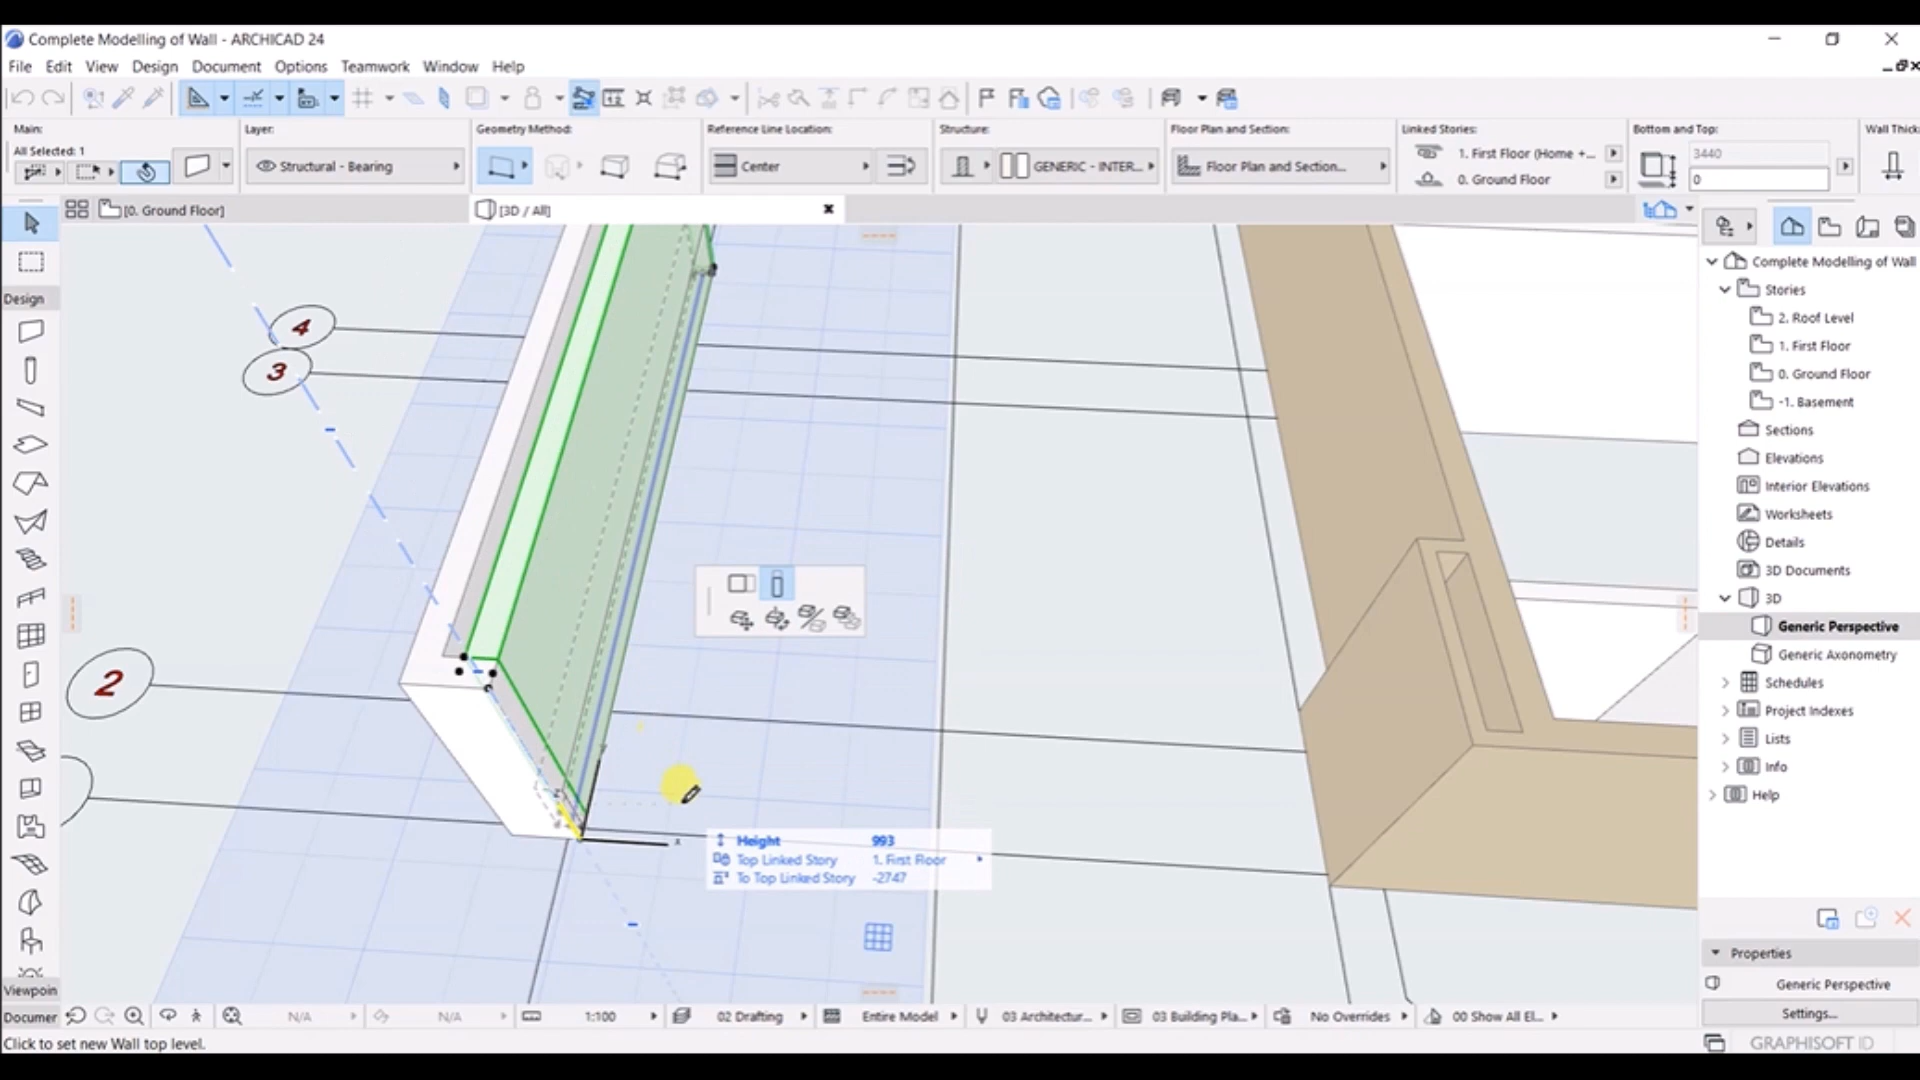 Complete Modelling of Wall - ARCHICAD 24
File Edit View Design Document Options Teamwork Window Help
Main: Layer: Geometry Method: Reference Line Location: Structure: Floor Plan and Section: Linked Stories: Bottom and Top: Wall Thick
All Selected: 1
1. First Floor (Home +... 3440
Structural - Bearing Center GENERIC - INTER... Floor Plan and Section...
0. Ground Floor 0
[0. Ground Floor] [3D / All]
Complete Modelling of Wall
Stories
2. Roof Level
1. First Floor
0. Ground Floor
-1. Basement
Sections
Elevations
Interior Elevations
Worksheets
Details
3D Documents
3D
Generic Perspective
Generic Axonometry
Schedules
Project Indexes
Lists
Info
Help
Design
4
3
2
x
Height 993
Top Linked Story 1. First Floor
To Top Linked Story -2747
Properties
Generic Perspective
Settings...
Viewpoin
Documer
N/A N/A 1:100 02 Drafting Entire Model 03 Architectur... 03 Building Pla... No Overrides 00 Show All El...
Click to set new Wall top level.
GRAPHISOFT ID